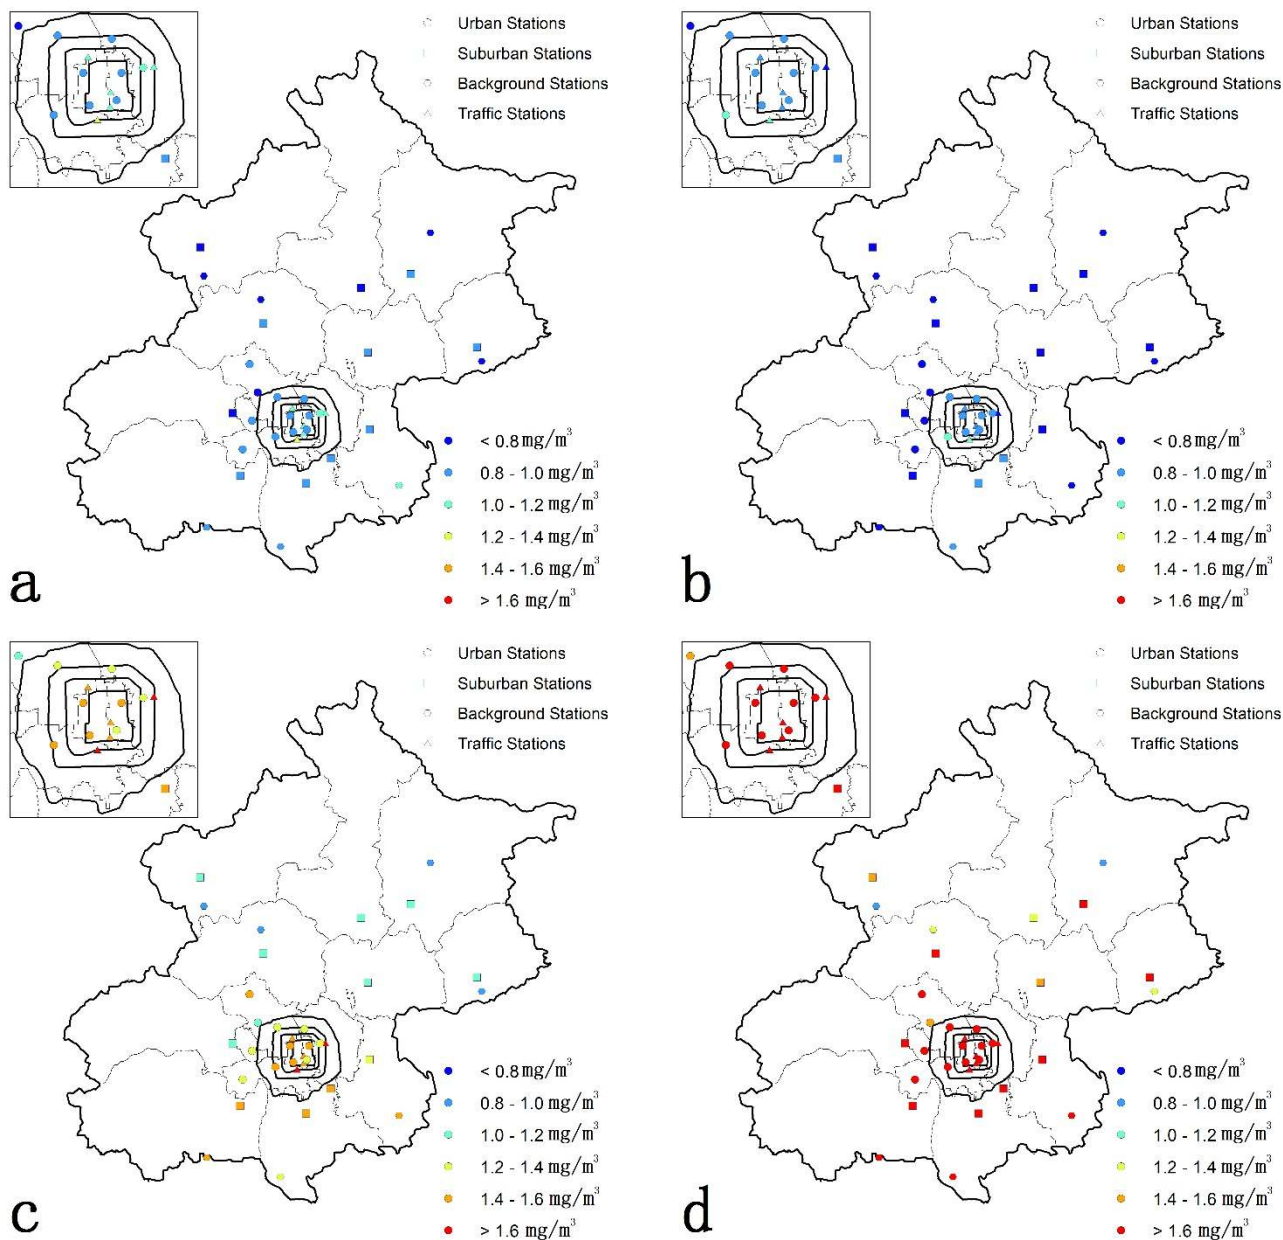 Urban Stations
Suburban Stations
Background Stations
Traffic Stations
< 0.8 mg/m³
0.8 - 1.0 mg/m³
1.0 - 1.2 mg/m³
1.2 - 1.4 mg/m³
1.4 - 1.6 mg/m³
> 1.6 mg/m³
a
Urban Stations
Suburban Stations
Background Stations
Traffic Stations
< 0.8 mg/m³
0.8 - 1.0 mg/m³
1.0 - 1.2 mg/m³
1.2 - 1.4 mg/m³
1.4 - 1.6 mg/m³
> 1.6 mg/m³
b
Urban Stations
Suburban Stations
Background Stations
Traffic Stations
< 0.8 mg/m³
0.8 - 1.0 mg/m³
1.0 - 1.2 mg/m³
1.2 - 1.4 mg/m³
1.4 - 1.6 mg/m³
> 1.6 mg/m³
c
Urban Stations
Suburban Stations
Background Stations
Traffic Stations
< 0.8 mg/m³
0.8 - 1.0 mg/m³
1.0 - 1.2 mg/m³
1.2 - 1.4 mg/m³
1.4 - 1.6 mg/m³
> 1.6 mg/m³
d